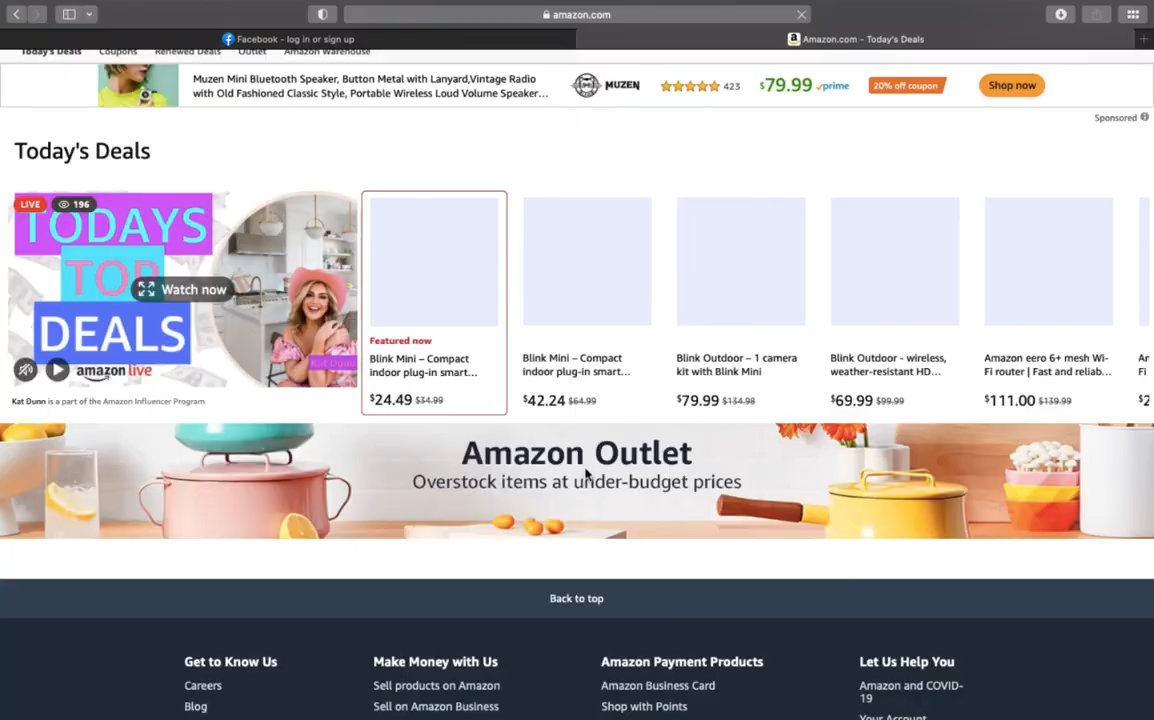 amazon.com
Facebook - log in or sign up
Amazon.com - Today's Deals
Today's Deals Coupons Renewed Deals Outlet Amazon Warehouse
Muzen Mini Bluetooth Speaker, Button Metal with Lanyard,Vintage Radio
with Old Fashioned Classic Style, Portable Wireless Loud Volume Speaker...
MUZEN
423
$79.99 prime
20% off coupon
Shop now
Sponsored
Today's Deals
LIVE
196
TODAYS
TOP
DEALS
Watch now
Kat Dunn
amazon live
Kat Dunn is a part of the Amazon Influencer Program
Featured now
Blink Mini – Compact
indoor plug-in smart...
$24.49 $34.99
Blink Mini – Compact
indoor plug-in smart...
$42.24 $64.99
Blink Outdoor – 1 camera
kit with Blink Mini
$79.99 $134.98
Blink Outdoor - wireless,
weather-resistant HD...
$69.99 $99.99
Amazon eero 6+ mesh Wi-
Fi router | Fast and reliab...
$111.00 $139.99
Ar
Fi
$2
Amazon Outlet
Overstock items at under-budget prices
Back to top
Get to Know Us
Careers
Blog
Make Money with Us
Sell products on Amazon
Sell on Amazon Business
Amazon Payment Products
Amazon Business Card
Shop with Points
Let Us Help You
Amazon and COVID-
19
Your Account